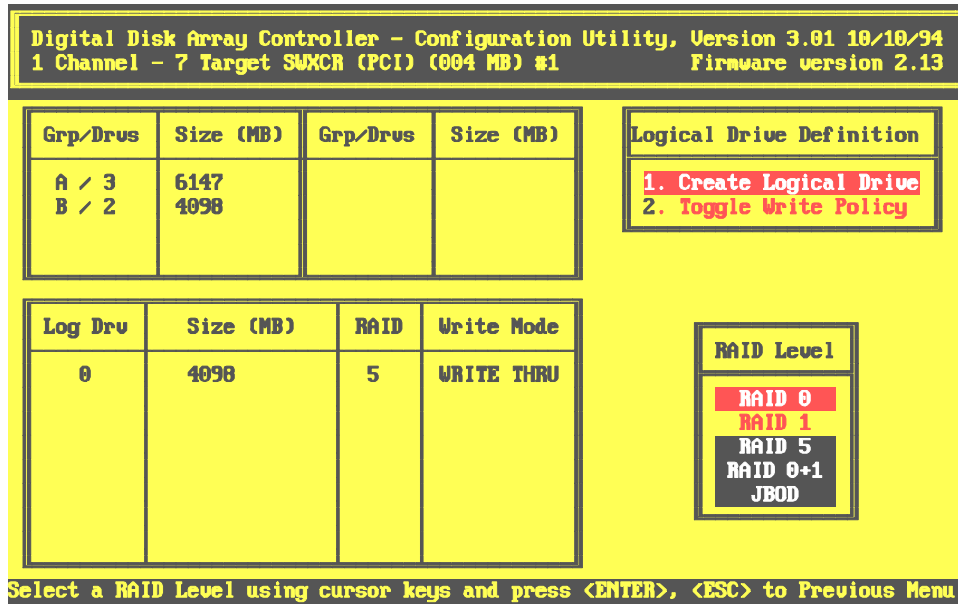 Digital Disk Array Controller - Configuration Utility, Version 3.01 10/10/94
1 Channel - 7 Target SWXCR (PCI) (004 MB) #1 Firmware version 2.13
Grp/Drvs Size (MB) Grp/Drvs Size (MB)
A / 3 6147
B / 2 4098
Logical Drive Definition
1. Create Logical Drive
2. Toggle Write Policy
Log Drv Size (MB) RAID Write Mode
0 4098 5 WRITE THRU
RAID Level
RAID 0
RAID 1
RAID 5
RAID 0+1
JBOD
Select a RAID Level using cursor keys and press <ENTER>, <ESC> to Previous Menu